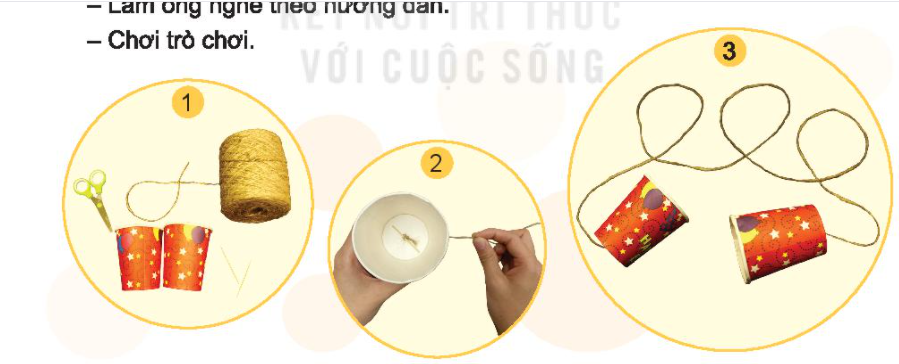 – Làm ống nghe theo hướng dẫn.
– Chơi trò chơi.
KẾT NỐI TRI THỨC
VỚI CUỘC SỐNG
1
2
3